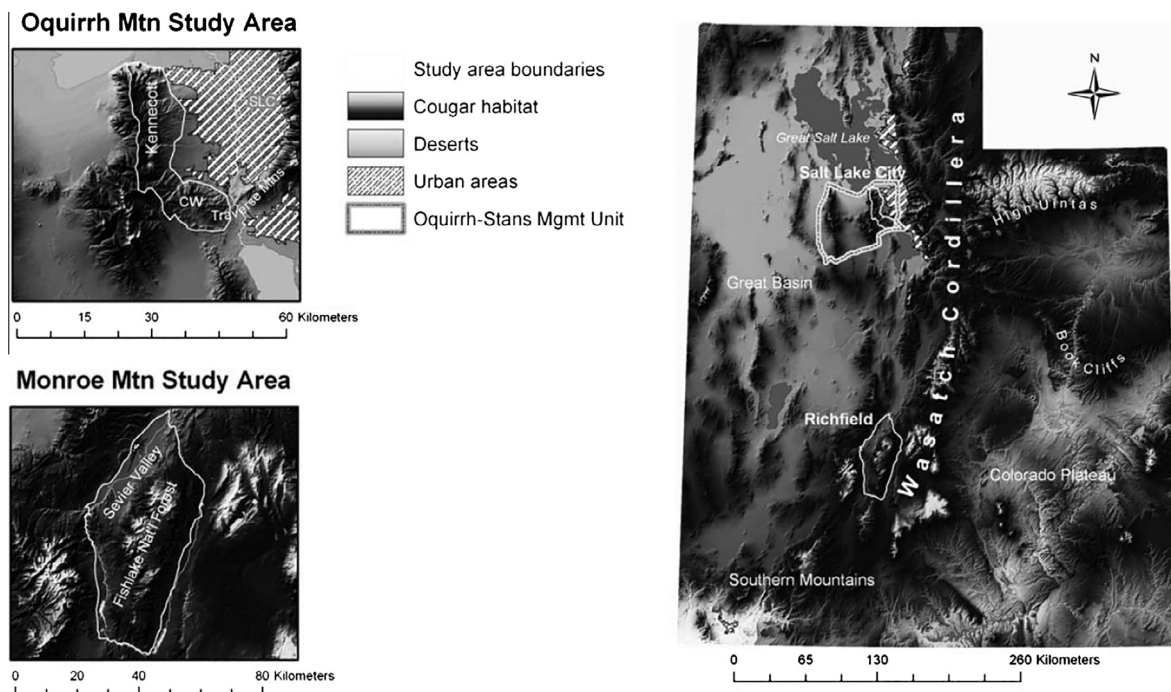 Oquirrh Mtn Study Area
Kennecott
SLC
CW
Traverse Mtns
0 15 30 60 Kilometers
Monroe Mtn Study Area
Sevier Valley
Fishlake Nat'l Forest
0 20 40 80 Kilometers
Study area boundaries
Cougar habitat
Deserts
Urban areas
Oquirrh-Stans Mgmt Unit
N
Great Salt Lake
Salt Lake City
High Uintas
Great Basin
Wasatch Cordillera
Book Cliffs
Richfield
Colorado Plateau
Southern Mountains
0 65 130 260 Kilometers